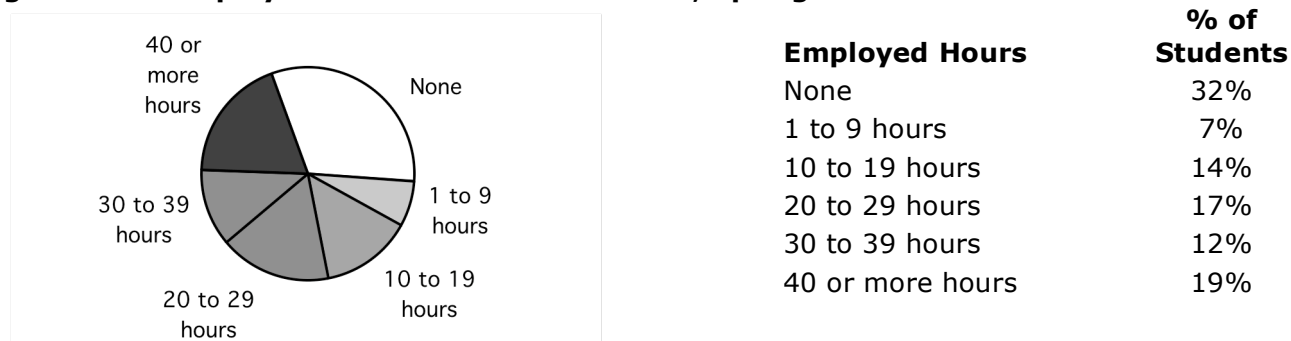 40 or
more
hours
None
1 to 9
hours
10 to 19
hours
20 to 29
hours
30 to 39
hours
% of
Employed Hours Students
None 32%
1 to 9 hours 7%
10 to 19 hours 14%
20 to 29 hours 17%
30 to 39 hours 12%
40 or more hours 19%